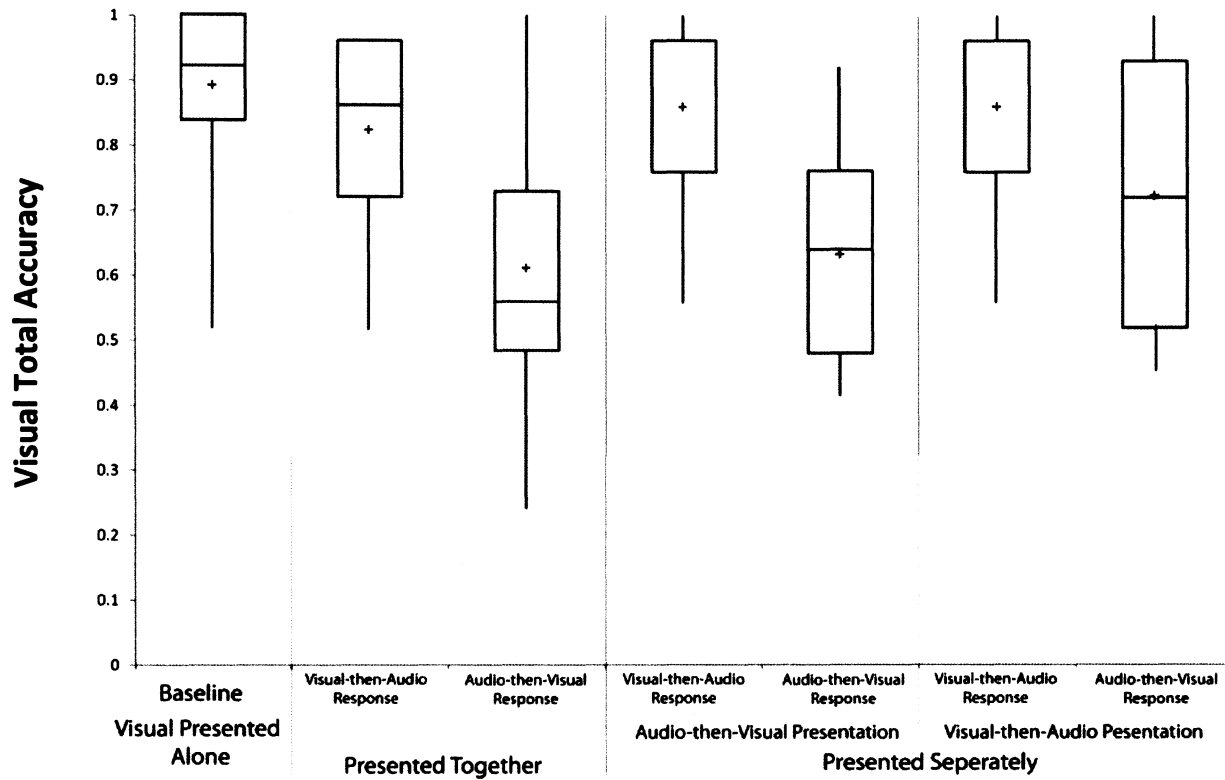 Visual Total Accuracy
1
0.9
0.8
0.7
0.6
0.5
0.4
0.3
0.2
0.1
0
Baseline
Visual Presented
Alone
Visual-then-Audio
Response
Audio-then-Visual
Response
Presented Together
Visual-then-Audio
Response
Audio-then-Visual
Response
Audio-then-Visual Presentation
Visual-then-Audio
Response
Audio-then-Visual
Response
Visual-then-Audio Pesentation
Presented Seperately